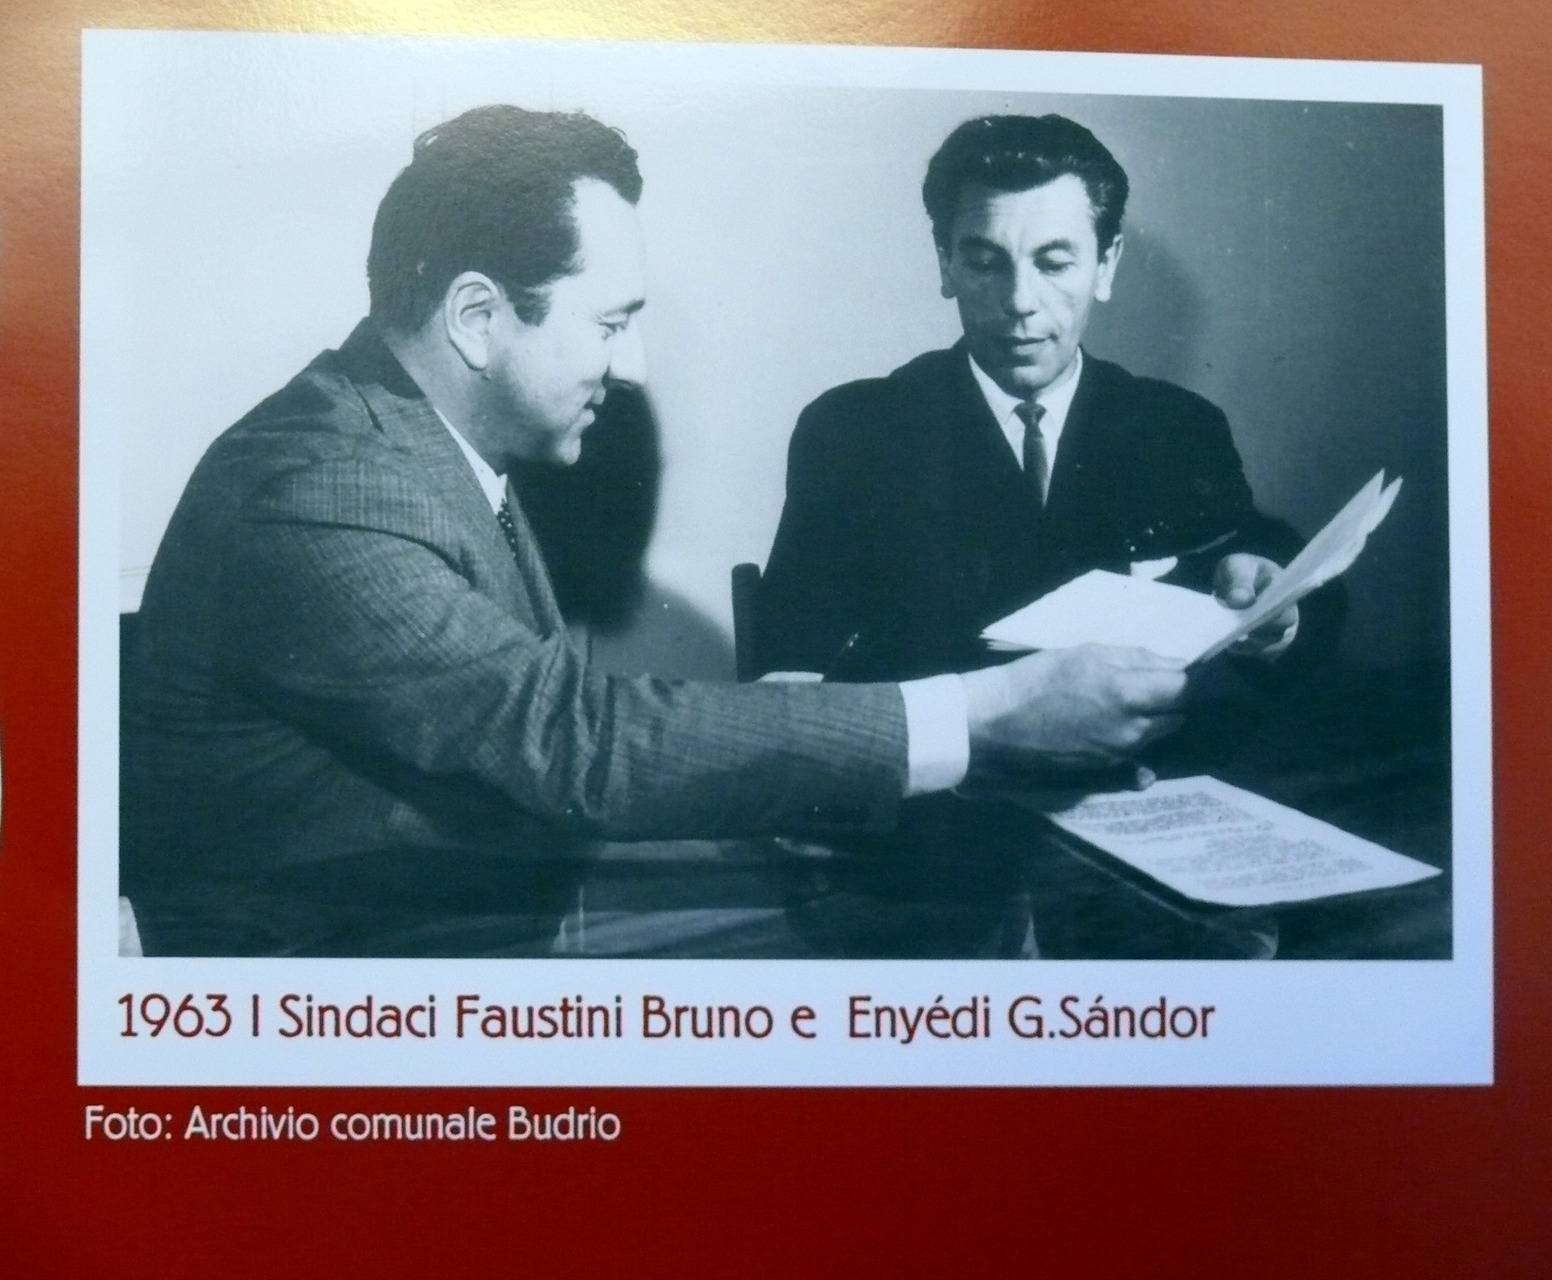 1963 I Sindaci Faustini Bruno e Enyédi G.Sándor
Foto: Archivio comunale Budrio